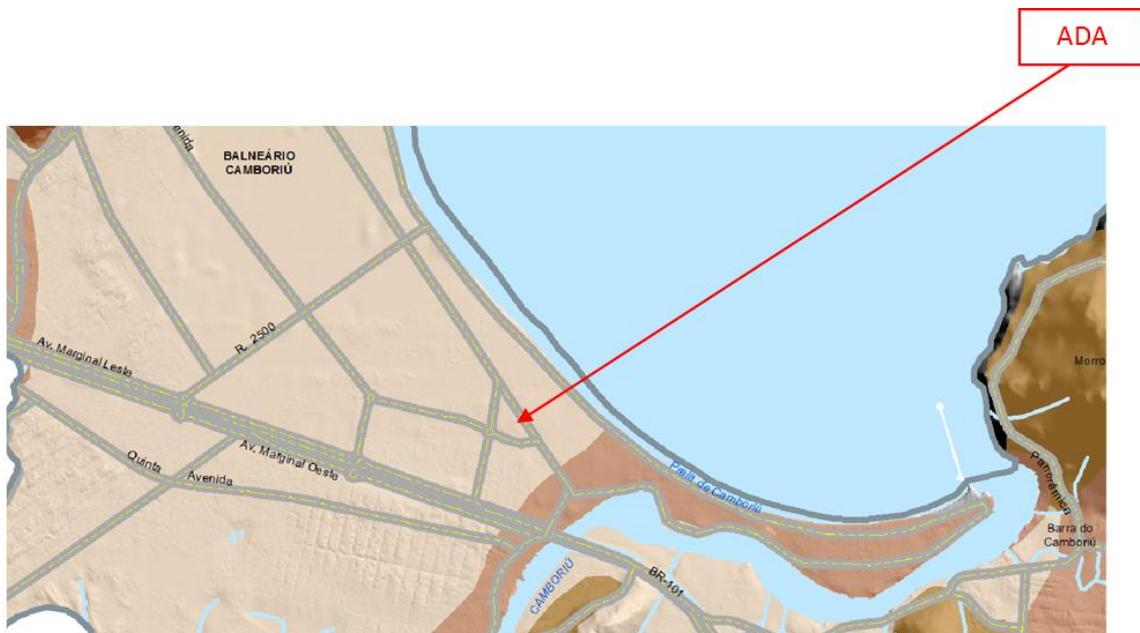 ADA
enida
BALNEÁRIO
CAMBORIÚ
R. 2500
Av. Marginal Leste
Morro
Av. Marginal Oeste
Quinta
Avenida
Praia de Camboriú
Panorâmica
Barra do
Camboriú
CAMBORIÚ
BR-101